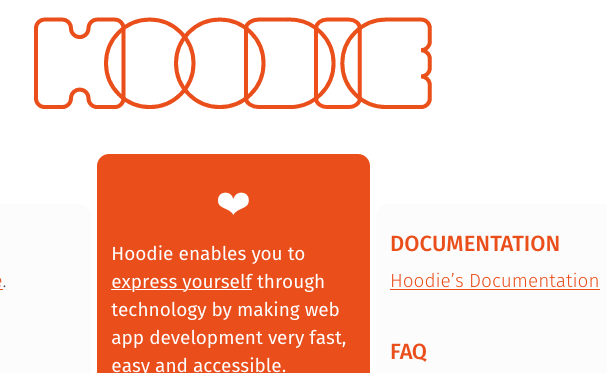 HOODIE
❤
Hoodie enables you to
express yourself through
technology by making web
app development very fast,
easy and accessible.
DOCUMENTATION
Hoodie's Documentation
FAQ